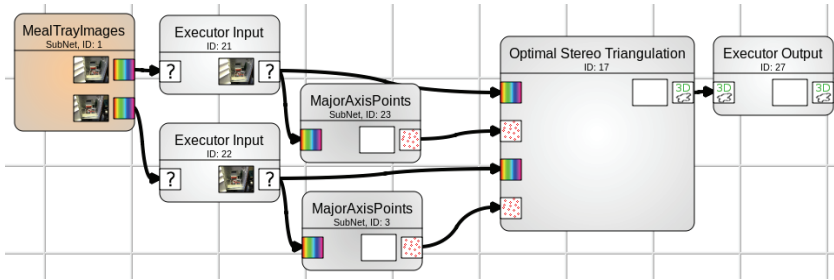 MealTrayImages
SubNet, ID: 1
Executor Input
ID: 21
?
?
MajorAxisPoints
SubNet, ID: 23
Executor Input
ID: 22
?
?
MajorAxisPoints
SubNet, ID: 3
Optimal Stereo Triangulation
ID: 17
3D
Executor Output
ID: 27
3D
3D